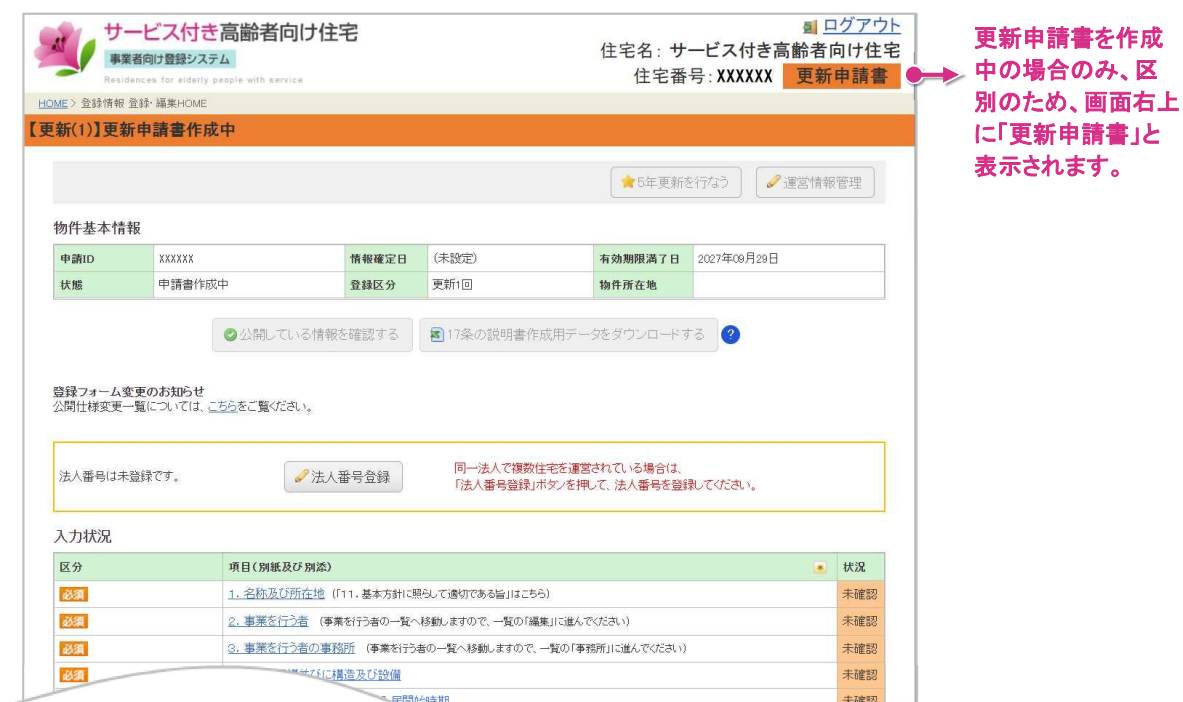 サービス付き高齢者向け住宅
事業者向け登録システム
Residences for elderly people with service
ログアウト
住宅名：サービス付き高齢者向け住宅
住宅番号：XXXXXX 更新申請書
更新申請書を作成
中の場合のみ、区
別のため、画面右上
に「更新申請書」と
表示されます。
HOME > 登録情報 登録・編集HOME
【更新(1)】更新申請書作成中
5年更新を行なう 運営情報管理
物件基本情報
申請ID XXXXXX 情報確定日 (未設定) 有効期限満了日 2027年09月29日
状態 申請書作成中 登録区分 更新1回 物件所在地
公開している情報を確認する 17条の説明書作成用データをダウンロードする ?
登録フォーム変更のお知らせ
公開仕様変更一覧については、こちらをご覧ください。
法人番号は未登録です。 法人番号登録 同一法人で複数住宅を運営されている場合は、
「法人番号登録」ボタンを押して、法人番号を登録してください。
入力状況
区分 項目(別紙及び別添) 状況
必須 1. 名称及び所在地 (「11. 基本方針に照らして適切である旨」はこちら) 未確認
必須 2. 事業を行う者 (事業を行う者の一覧へ移動しますので、一覧の「編集」に進んでください) 未確認
必須 3. 事業を行う者の事務所 (事業を行う者の一覧へ移動しますので、一覧の「事務所」に進んでください) 未確認
必須 並びに構造及び設備 未確認
居開始時期 未確認